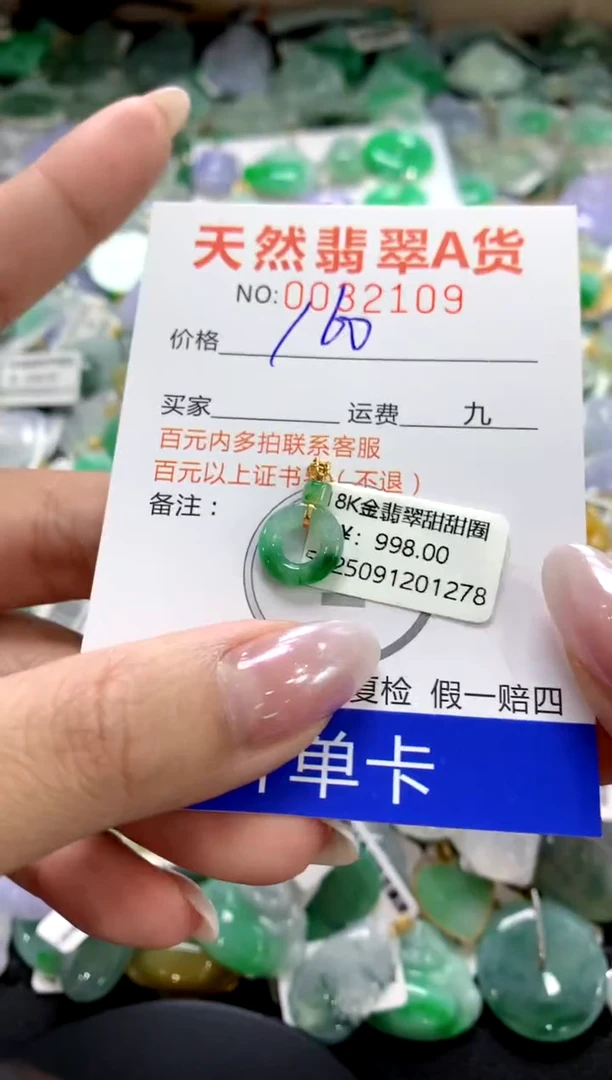 天然翡翠A货
NO:0032109
价格 160
买家 运费 九
百元内多拍联系客服
百元以上证书 (不退)
备注：
8K金翡翠甜甜圈
¥: 998.00
25091201278
复检 假一赔四
单卡